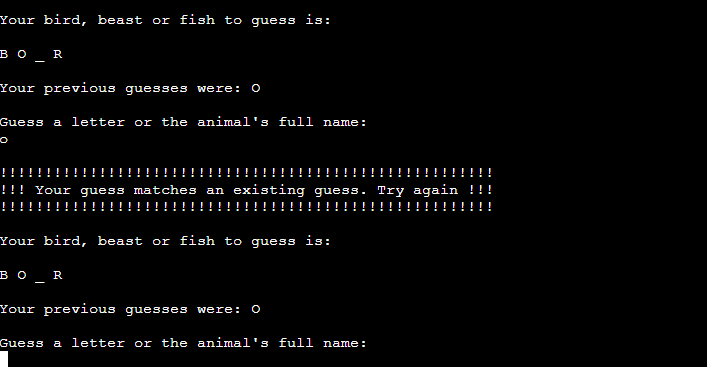 Your bird, beast or fish to guess is:
B O _ R
Your previous guesses were: O
Guess a letter or the animal's full name:
o
!!!!!!!!!!!!!!!!!!!!!!!!!!!!!!!!!!!!!!!!!!!!!!!!!!!!!!!
!!! Your guess matches an existing guess. Try again !!!
!!!!!!!!!!!!!!!!!!!!!!!!!!!!!!!!!!!!!!!!!!!!!!!!!!!!!!!
Your bird, beast or fish to guess is:
B O _ R
Your previous guesses were: O
Guess a letter or the animal's full name: